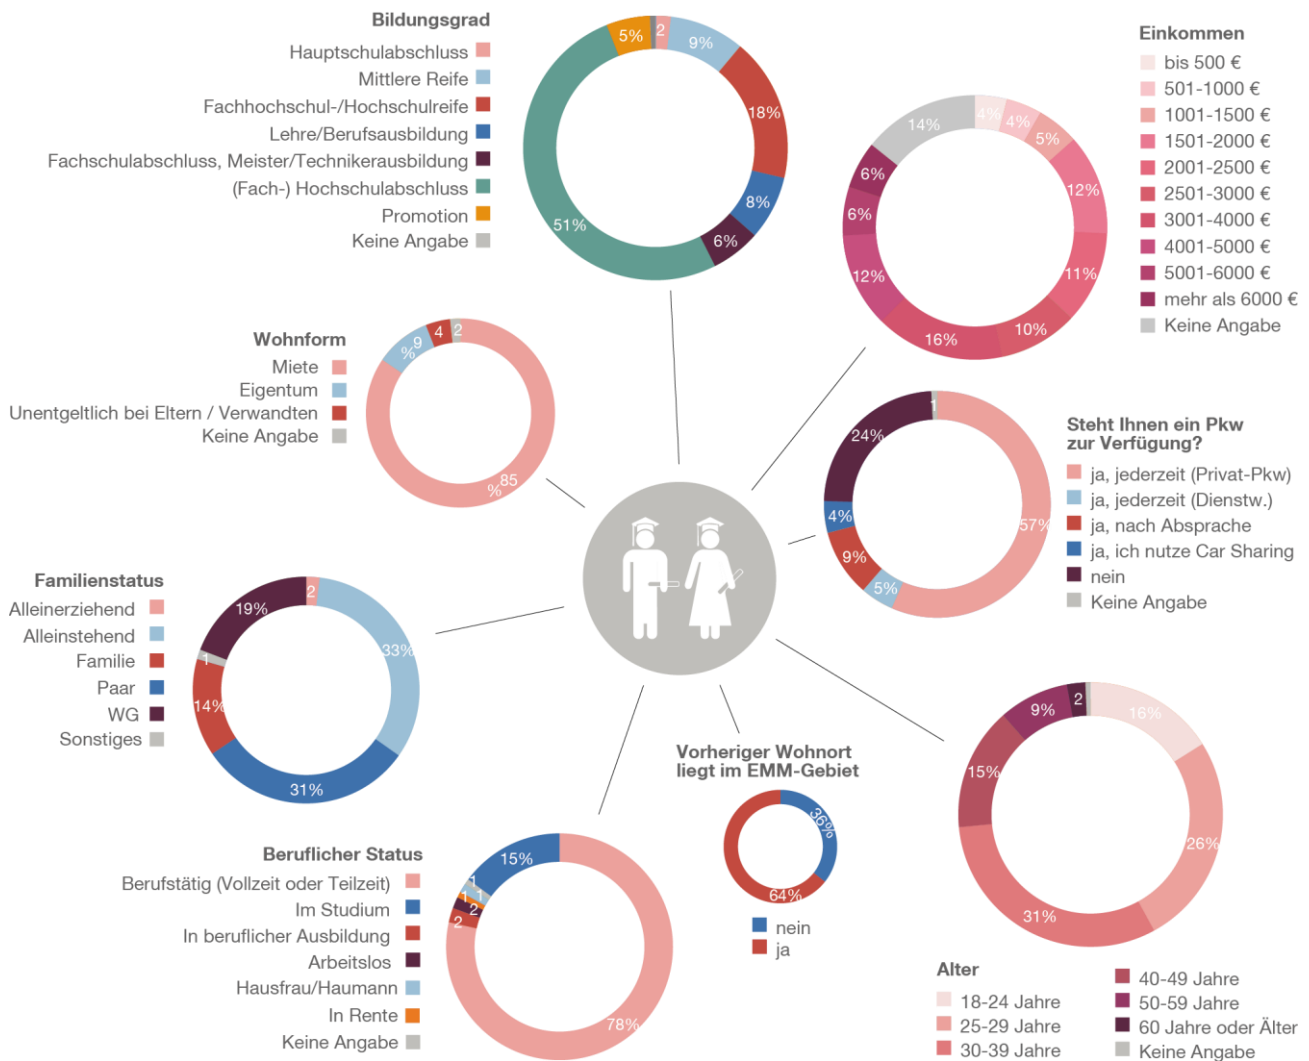 Bildungsgrad
Hauptschulabschluss
Mittlere Reife
Fachhochschul-/Hochschulreife
Lehre/Berufsausbildung
Fachschulabschluss, Meister/Technikerausbildung
(Fach-) Hochschulabschluss
Promotion
Keine Angabe
2
9%
18%
8%
6%
51%
5%
Einkommen
bis 500 €
501-1000 €
1001-1500 €
1501-2000 €
2001-2500 €
2501-3000 €
3001-4000 €
4001-5000 €
5001-6000 €
mehr als 6000 €
Keine Angabe
4%
4%
5%
12%
11%
10%
16%
12%
6%
6%
14%
Wohnform
Miete
Eigentum
Unentgeltlich bei Eltern / Verwandten
Keine Angabe
85
%
9
%
4
2
Steht Ihnen ein Pkw
zur Verfügung?
ja, jederzeit (Privat-Pkw)
ja, jederzeit (Dienstw.)
ja, nach Absprache
ja, ich nutze Car Sharing
nein
Keine Angabe
57%
5%
9%
4%
24%
1
Familienstatus
Alleinerziehend
Alleinstehend
Familie
Paar
WG
Sonstiges
2
33%
31%
14%
1
19%
Vorheriger Wohnort
liegt im EMM-Gebiet
36%
64%
nein
ja
Beruflicher Status
Berufstätig (Vollzeit oder Teilzeit)
Im Studium
In beruflicher Ausbildung
Arbeitslos
Hausfrau/Haumann
In Rente
Keine Angabe
78%
2
2
1
1
15%
16%
26%
31%
15%
9%
2
Alter
18-24 Jahre
25-29 Jahre
30-39 Jahre
40-49 Jahre
50-59 Jahre
60 Jahre oder Älter
Keine Angabe